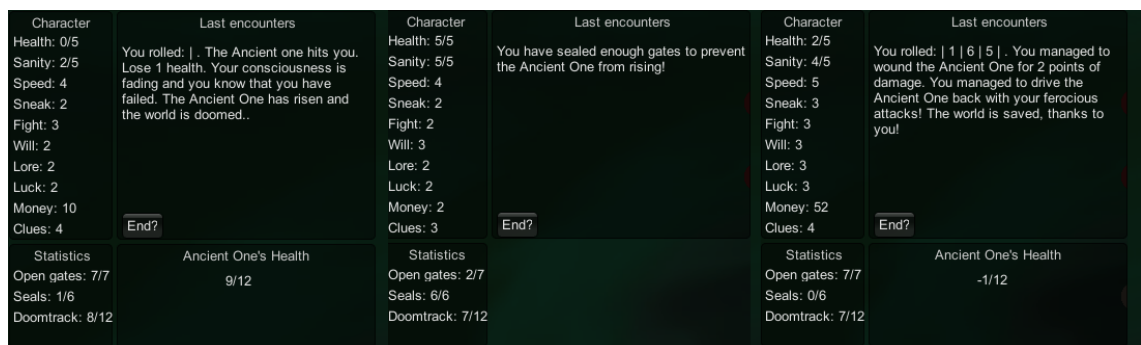 Character
Health: 0/5
Sanity: 2/5
Speed: 4
Sneak: 2
Fight: 3
Will: 2
Lore: 2
Luck: 2
Money: 10
Clues: 4
Last encounters
You rolled: | . The Ancient one hits you.
Lose 1 health. Your consciousness is
fading and you know that you have
failed. The Ancient One has risen and
the world is doomed..
End?
Statistics
Open gates: 7/7
Seals: 1/6
Doomtrack: 8/12
Ancient One's Health
9/12
Character
Health: 5/5
Sanity: 5/5
Speed: 4
Sneak: 2
Fight: 2
Will: 3
Lore: 2
Luck: 2
Money: 2
Clues: 3
Last encounters
You have sealed enough gates to prevent
the Ancient One from rising!
End?
Statistics
Open gates: 2/7
Seals: 6/6
Doomtrack: 7/12
Character
Health: 2/5
Sanity: 4/5
Speed: 5
Sneak: 3
Fight: 3
Will: 3
Lore: 3
Luck: 3
Money: 52
Clues: 4
Last encounters
You rolled: | 1 | 6 | 5 | . You managed to
wound the Ancient One for 2 points of
damage. You managed to drive the
Ancient One back with your ferocious
attacks! The world is saved, thanks to
you!
End?
Statistics
Open gates: 7/7
Seals: 0/6
Doomtrack: 7/12
Ancient One's Health
-1/12